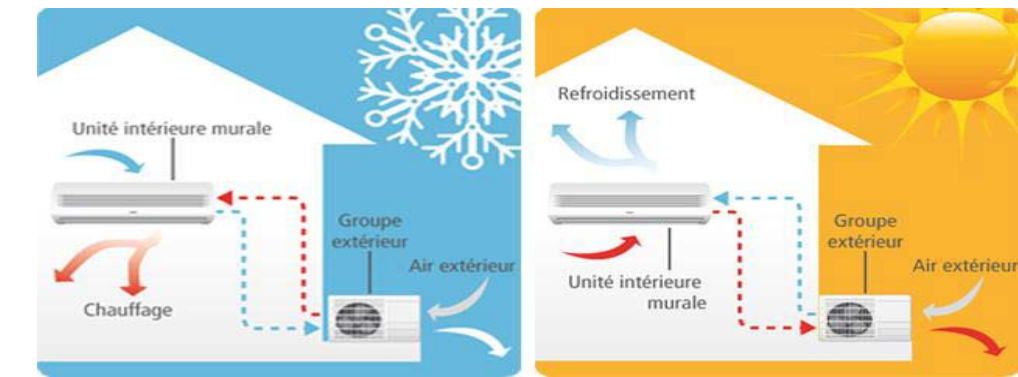 Unité intérieure murale
Groupe
extérieur
Air extérieur
Chauffage
Refroidissement
Groupe
extérieur
Air extérieur
Unité intérieure
murale